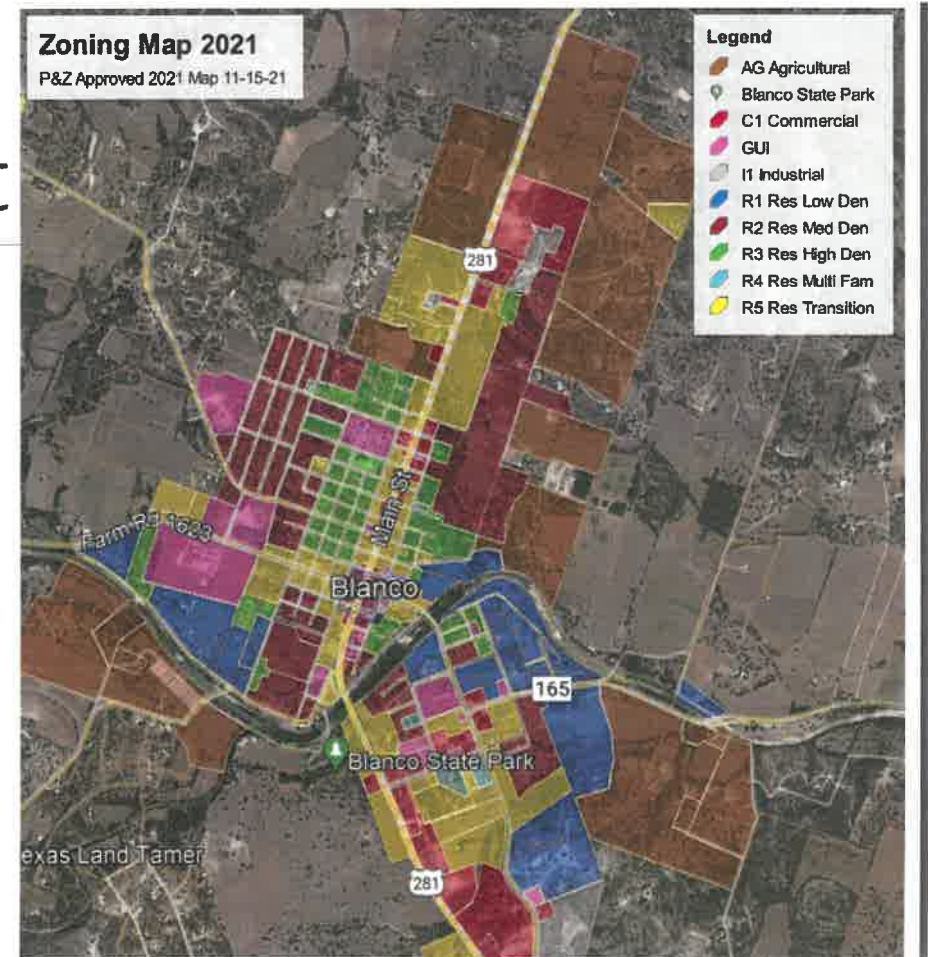 Zoning Map 2021
P&Z Approved 2021 Map 11-15-21
Legend
AG Agricultural
Blanco State Park
C1 Commercial
GUI
I1 Industrial
R1 Res Low Den
R2 Res Med Den
R3 Res High Den
R4 Res Multi Fam
R5 Res Transition
281
Main St
Farm Rd 1623
Blanco
165
Blanco State Park
exas Land Tamer
281